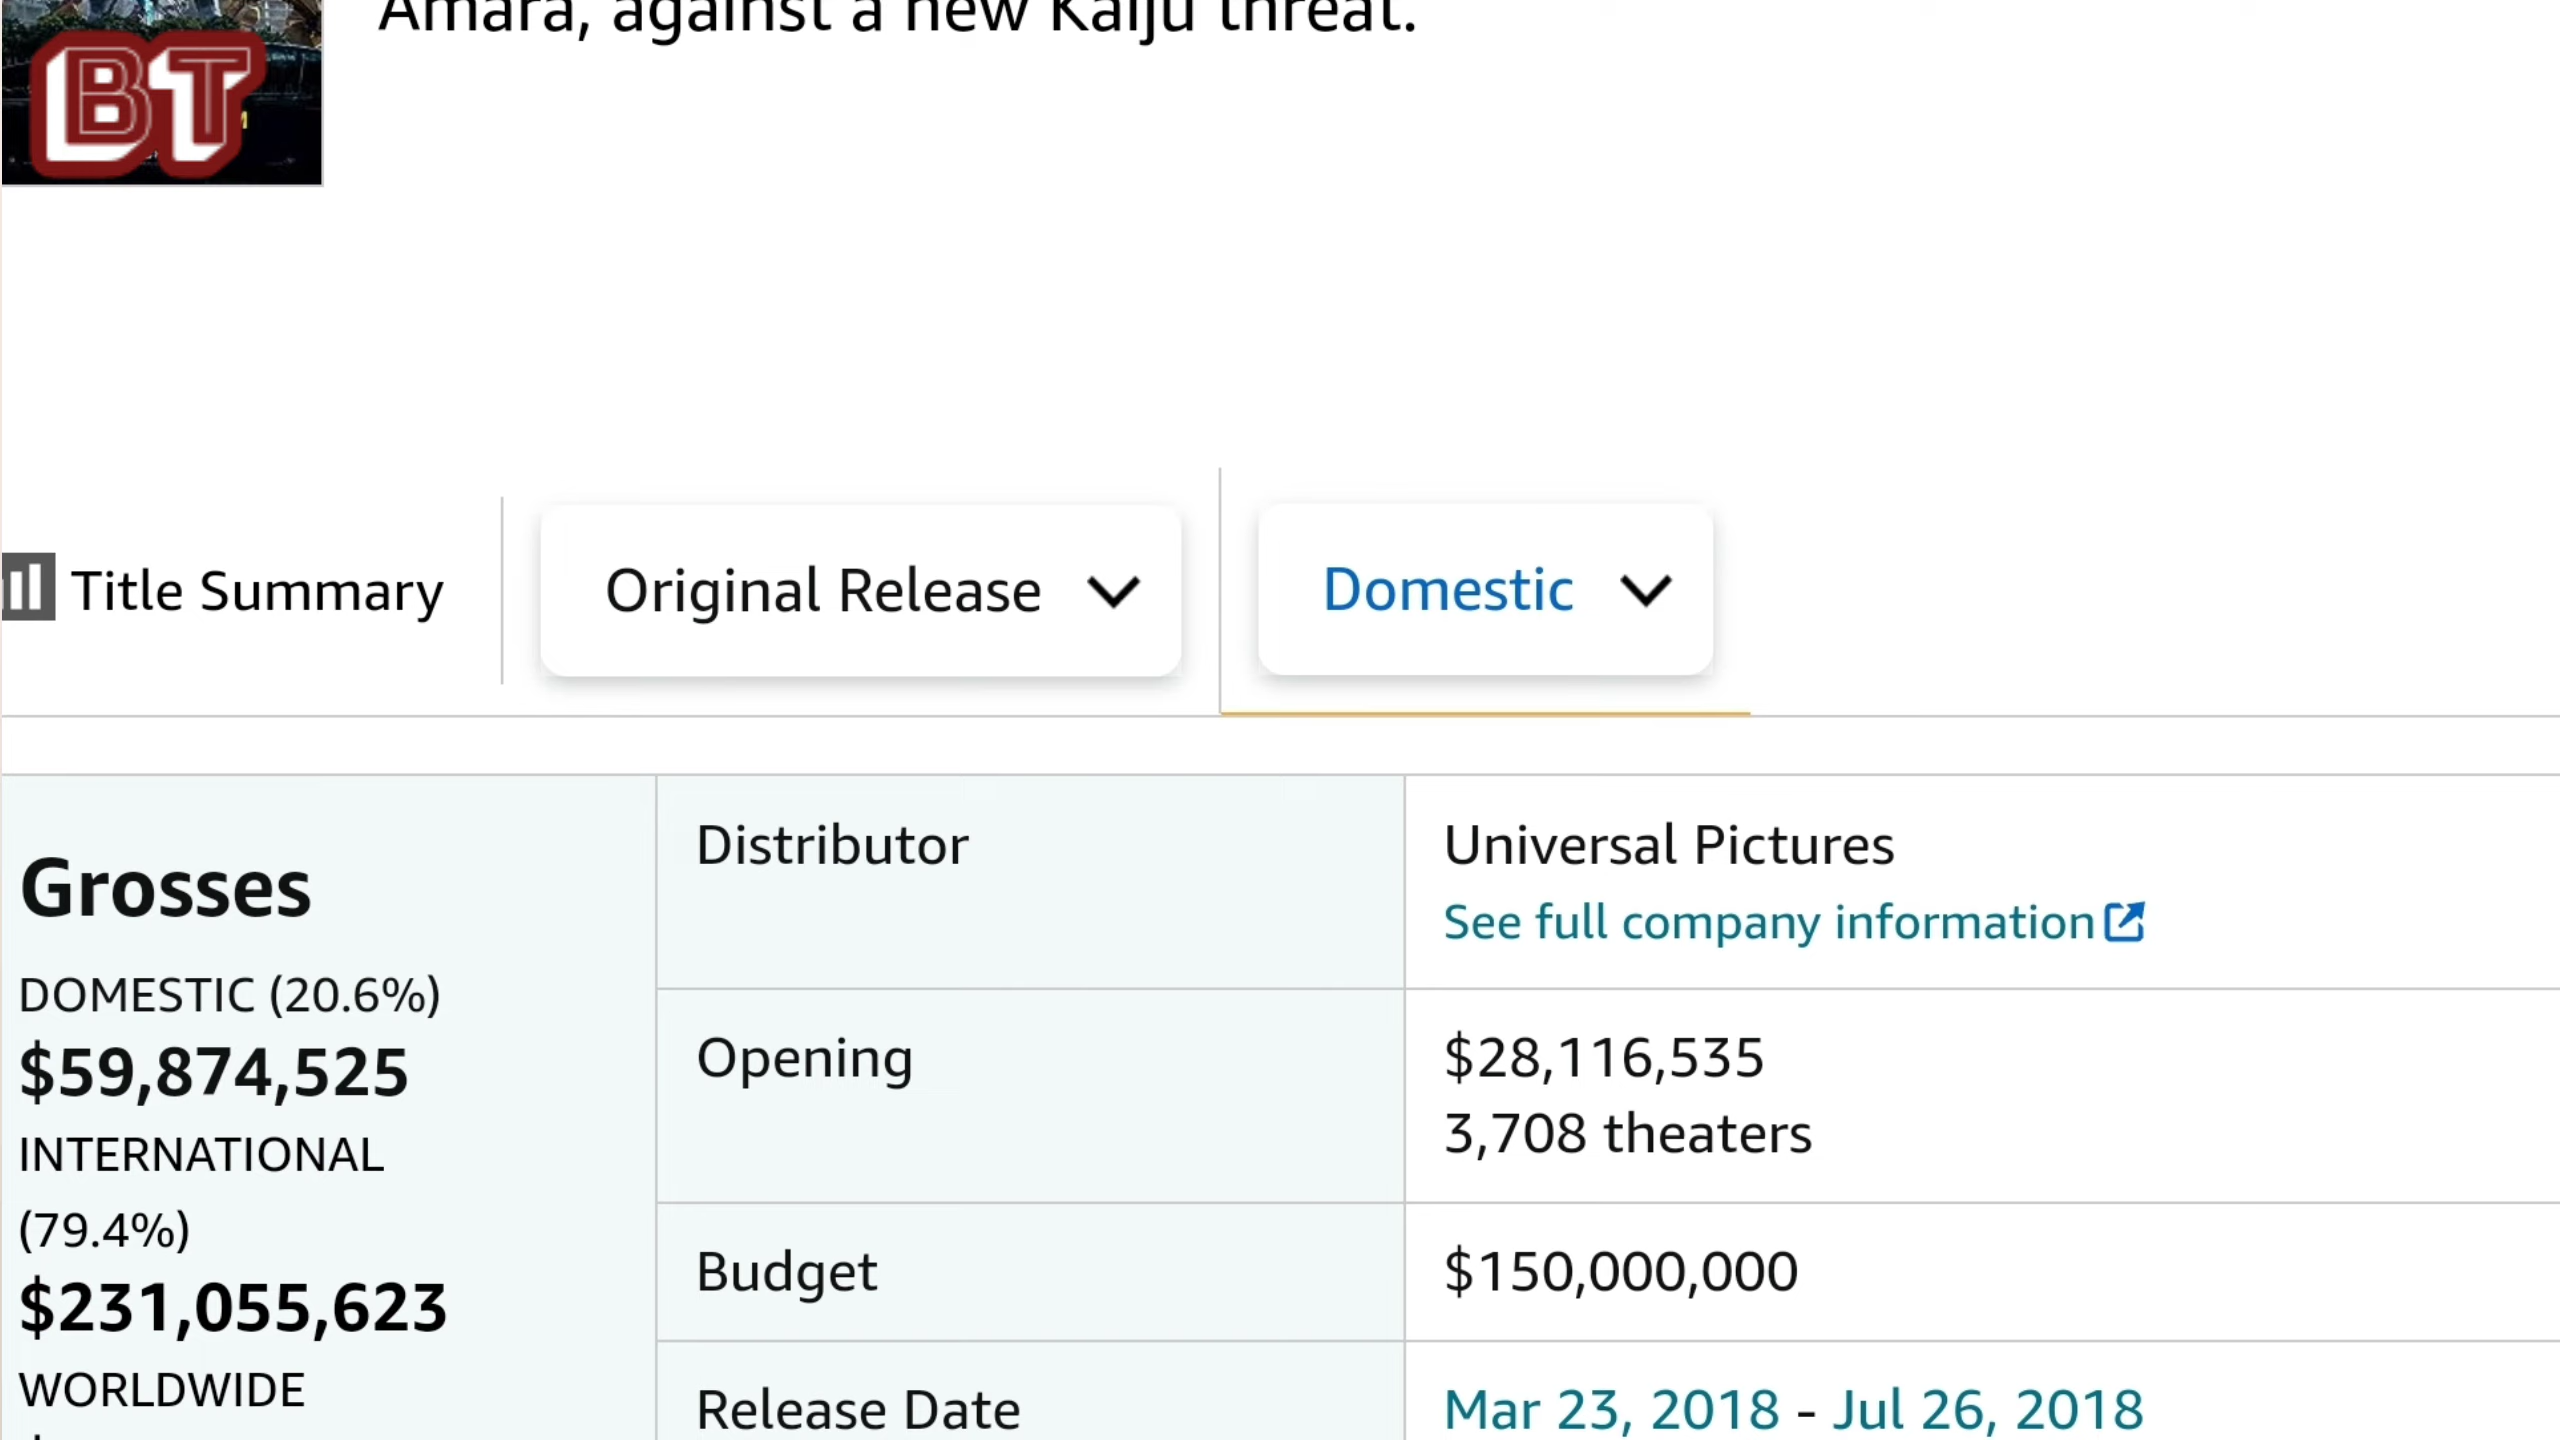 Amara, against a new Kaiju threat.
BT
Title Summary
Original Release
Domestic
Grosses
DOMESTIC (20.6%)
$59,874,525
INTERNATIONAL
(79.4%)
$231,055,623
WORLDWIDE
Distributor
Universal Pictures
See full company information
Opening
$28,116,535
3,708 theaters
Budget
$150,000,000
Release Date
Mar 23, 2018 - Jul 26, 2018